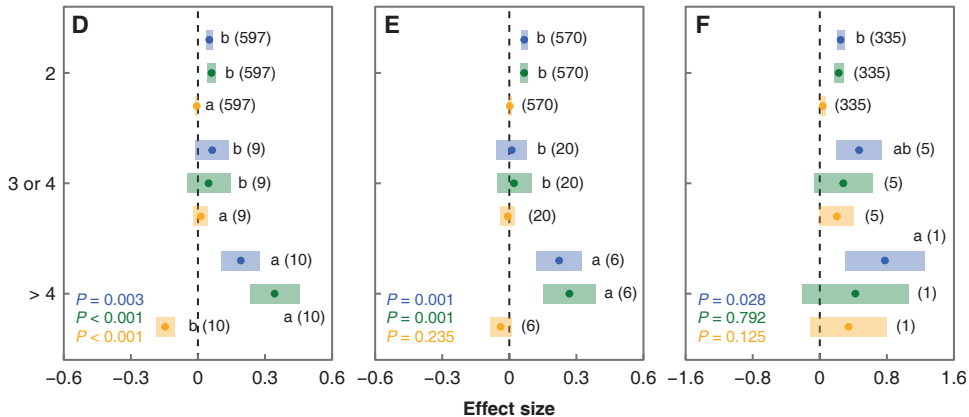 D E F
b (597) b (570) b (335)
2 b (597) b (570) (335)
a (597) (570) (335)
b (9) b (20) ab (5)
3 or 4 b (9) b (20) (5)
a (9) (20) (5)
a (1)
a (10) a (6)
> 4 a (6) (1)
P = 0.003 P = 0.001 P = 0.028
P < 0.001 a (10) P = 0.001 P = 0.792
b (10) (6) (1)
P < 0.001 P = 0.235 P = 0.125
−0.6 −0.3 0 0.3 0.6 −0.6 −0.3 0 0.3 0.6 −1.6 −0.8 0 0.8 1.6
Effect size